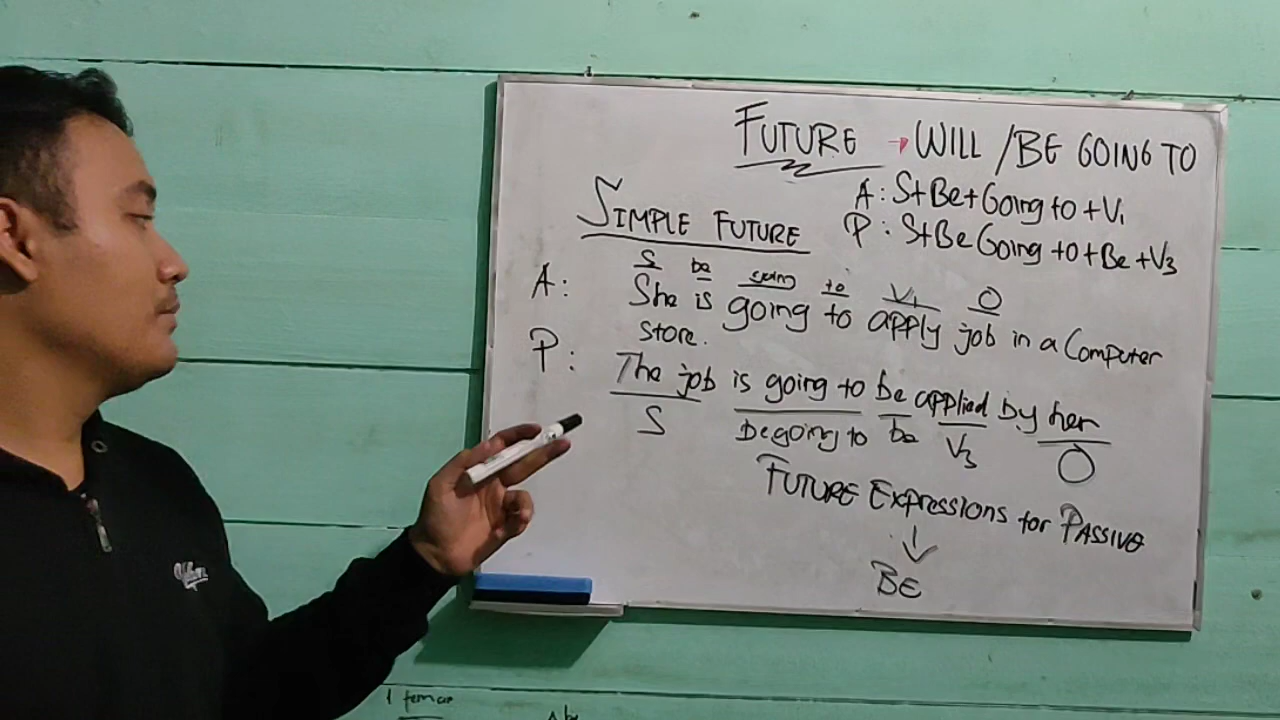 FUTURE → WILL / BE GOING TO
A: S+Be+Going to+V1
P: S+Be Going to+Be+V3
SIMPLE FUTURE
S be going to V1 O
A: She is going to apply job in a Computer
store.
P: The job is going to be applied by her
S be going to be V3 O
FUTURE EXPRESSIONS for PASSIVE
↓
BE
1